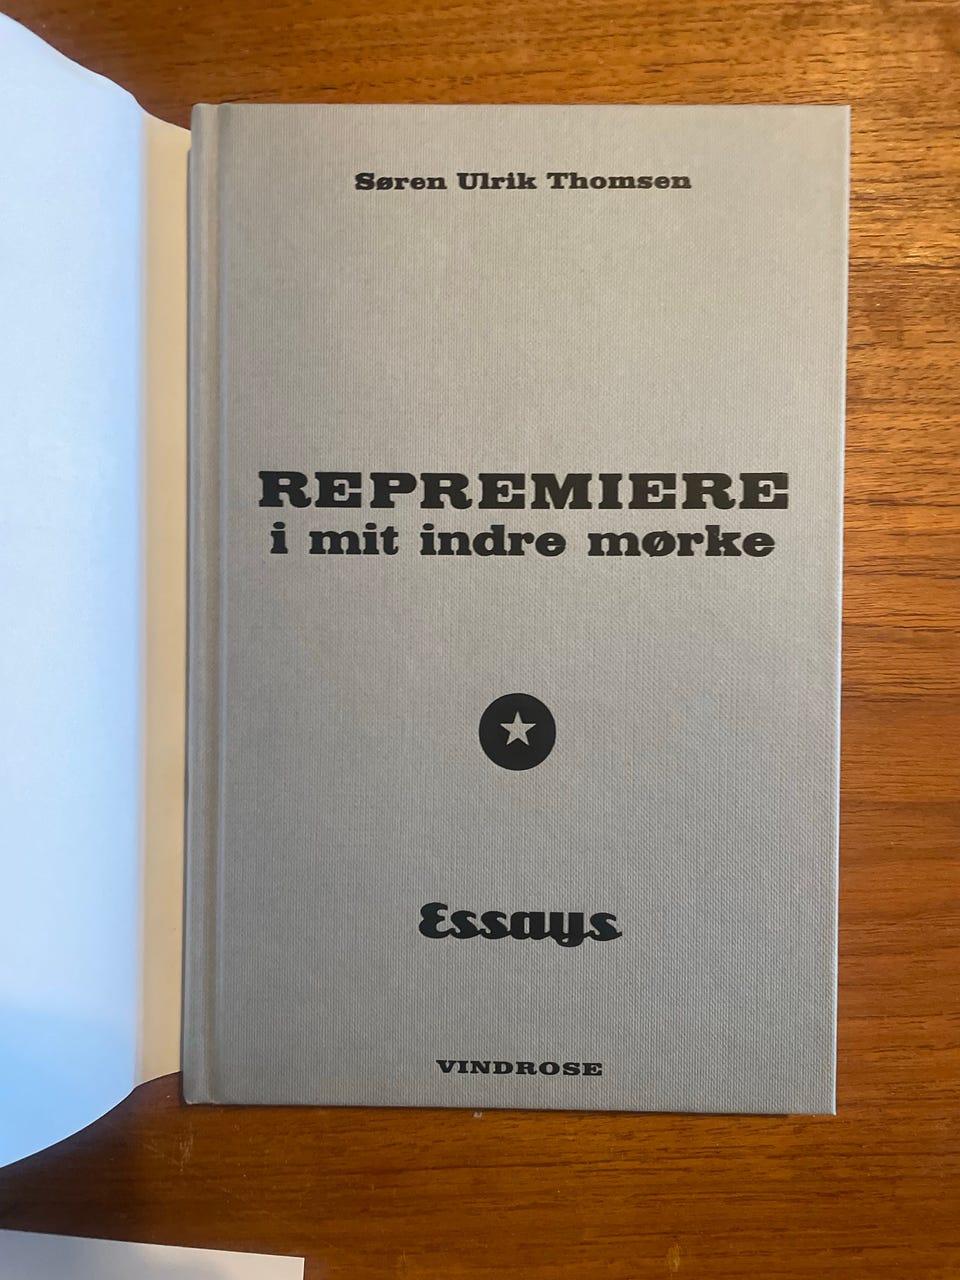 Søren Ulrik Thomsen
REPREMIERE
i mit indre mørke
Essays
VINDROSE